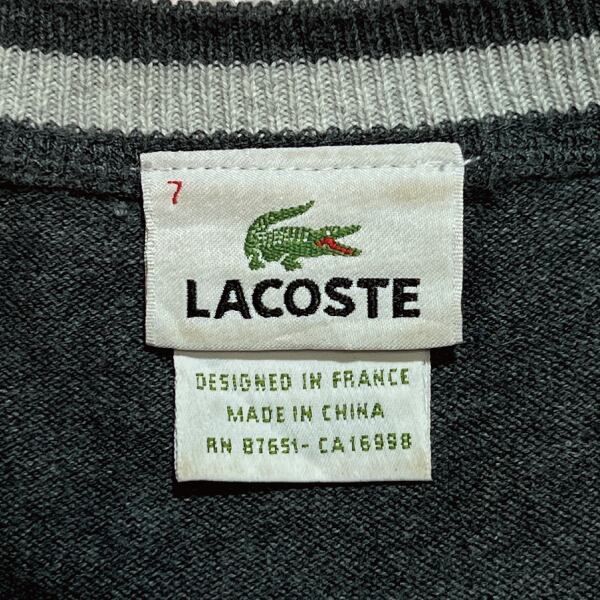 7
LACOSTE
DESIGNED IN FRANCE
MADE IN CHINA
RN 87651-CA16998